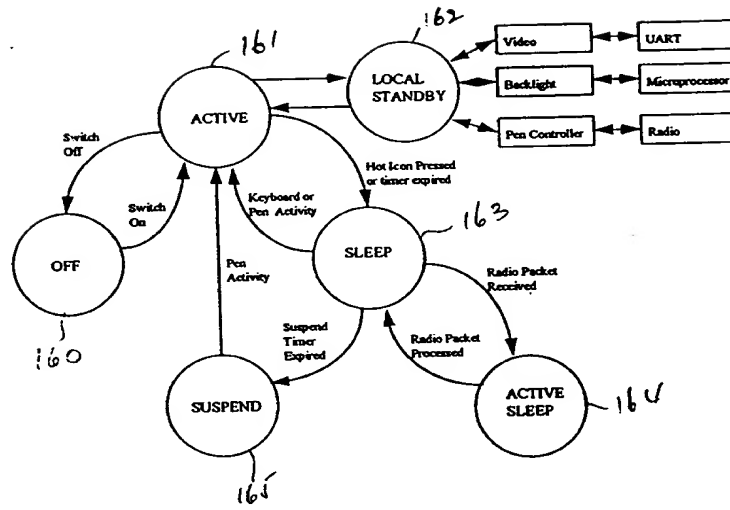 161
162
Video
UART
LOCAL
STANDBY
Backlight
Microprocessor
ACTIVE
Pen Controller
Radio
Switch
Off
Hot Icon Pressed
or timer expired
Keyboard or
Pen Activity
163
Switch
On
OFF
Pen
Activity
SLEEP
Radio Packet
Received
160
Suspend
Timer
Expired
Radio Packet
Processed
SUSPEND
ACTIVE
SLEEP
164
165